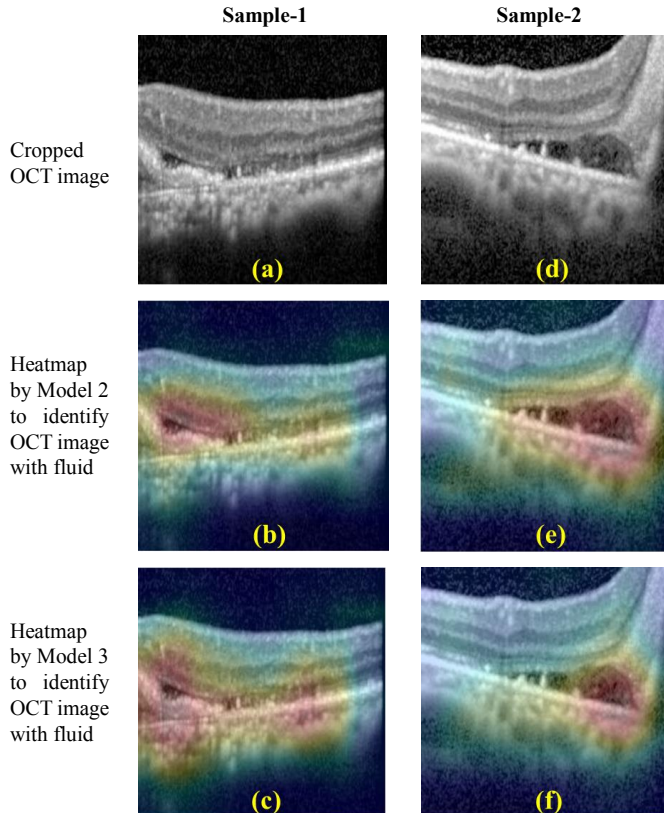 Sample-1 Sample-2
Cropped
OCT image
(a) (d)
Heatmap
by Model 2
to identify
OCT image
with fluid
(b) (e)
Heatmap
by Model 3
to identify
OCT image
with fluid
(c) (f)